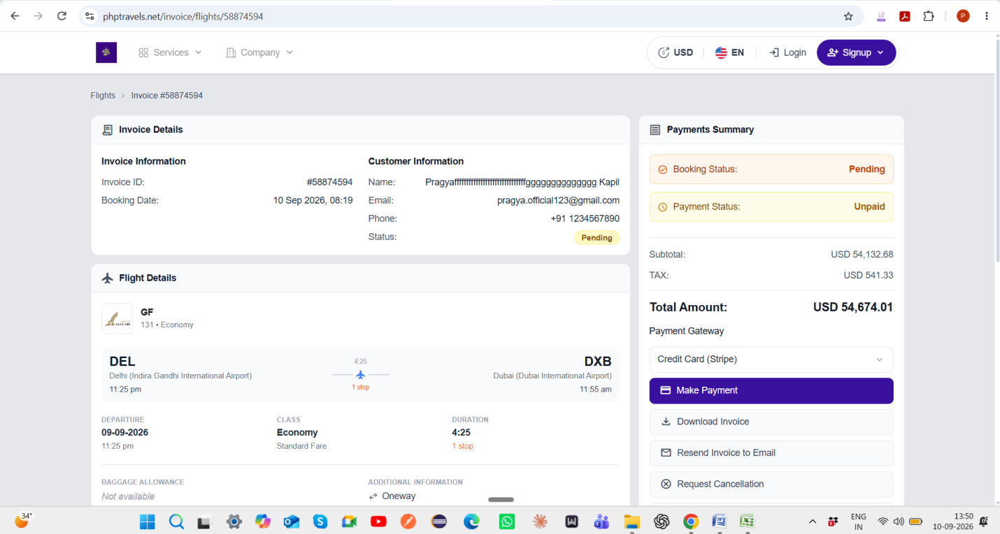 phptravels.net/invoice/flights/58874594
P
Services
Company
USD
EN
Login
Signup
Flights > Invoice #58874594
Invoice Details
Invoice Information
Invoice ID: #58874594
Booking Date: 10 Sep 2026, 08:19
Customer Information
Email: pragya.official123@gmail.com
Phone: +91 1234567890
Status: Pending
Flight Details
GULF AIR
GF
131 • Economy
DEL
Delhi (Indira Gandhi International Airport)
11:25 pm
4:25
1 stop
DXB
Dubai (Dubai International Airport)
11:55 am
DEPARTURE
09-09-2026
11:25 pm
CLASS
Economy
Standard Fare
DURATION
4:25
1 stop
BAGGAGE ALLOWANCE
Not available
ADDITIONAL INFORMATION
Oneway
Payments Summary
Booking Status: Pending
Payment Status: Unpaid
Subtotal: USD 54,132.68
TAX: USD 541.33
Total Amount: USD 54,674.01
Payment Gateway
Credit Card (Stripe)
Make Payment
Download Invoice
Resend Invoice to Email
Request Cancellation
34°
ENG
IN
13:50
10-09-2026